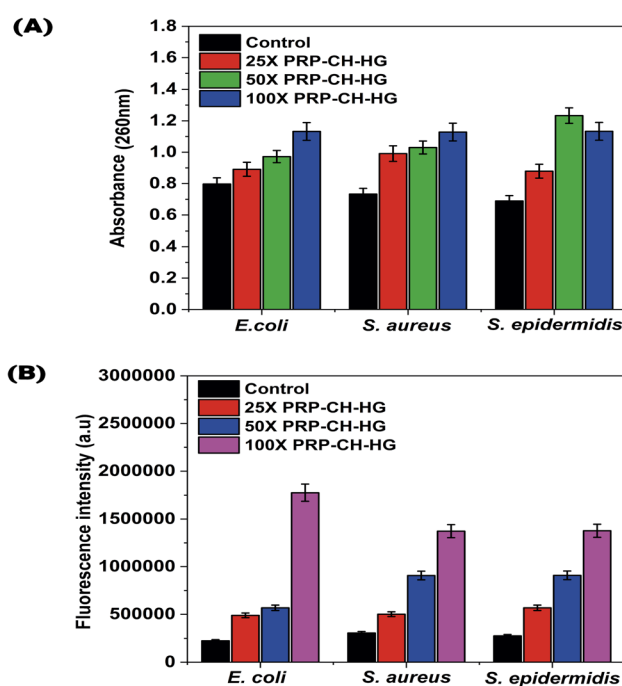 (A)
Control
25X PRP-CH-HG
50X PRP-CH-HG
100X PRP-CH-HG
Absorbance (260nm)
1.8
1.6
1.4
1.2
1.0
0.8
0.6
0.4
0.2
0.0
E.coli S. aureus S. epidermidis
(B)
Control
25X PRP-CH-HG
50X PRP-CH-HG
100X PRP-CH-HG
Fluorescence intensity (a.u)
3000000
2500000
2000000
1500000
1000000
500000
0
E. coli S. aureus S. epidermidis